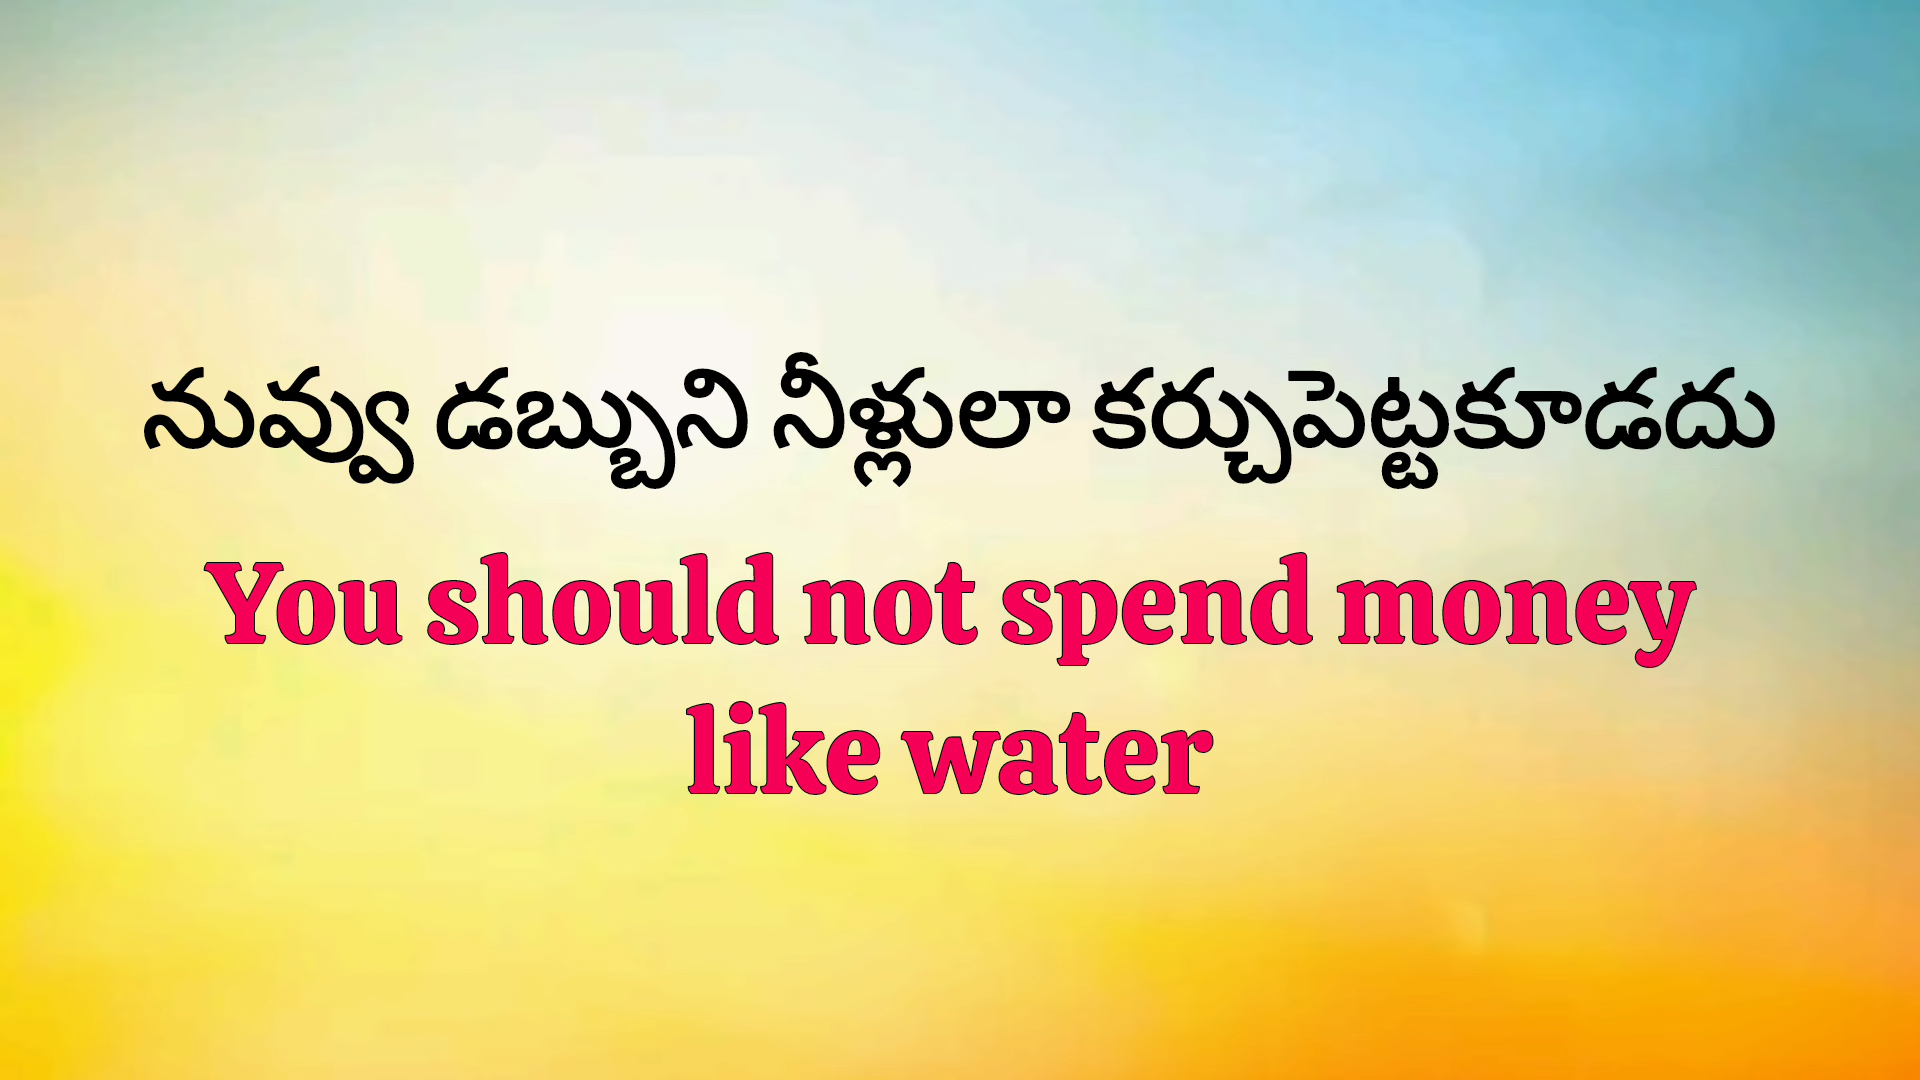 నువ్వు డబ్బుని నీళ్లులా కర్చుపెట్టకూడదు
You should not spend money
like water